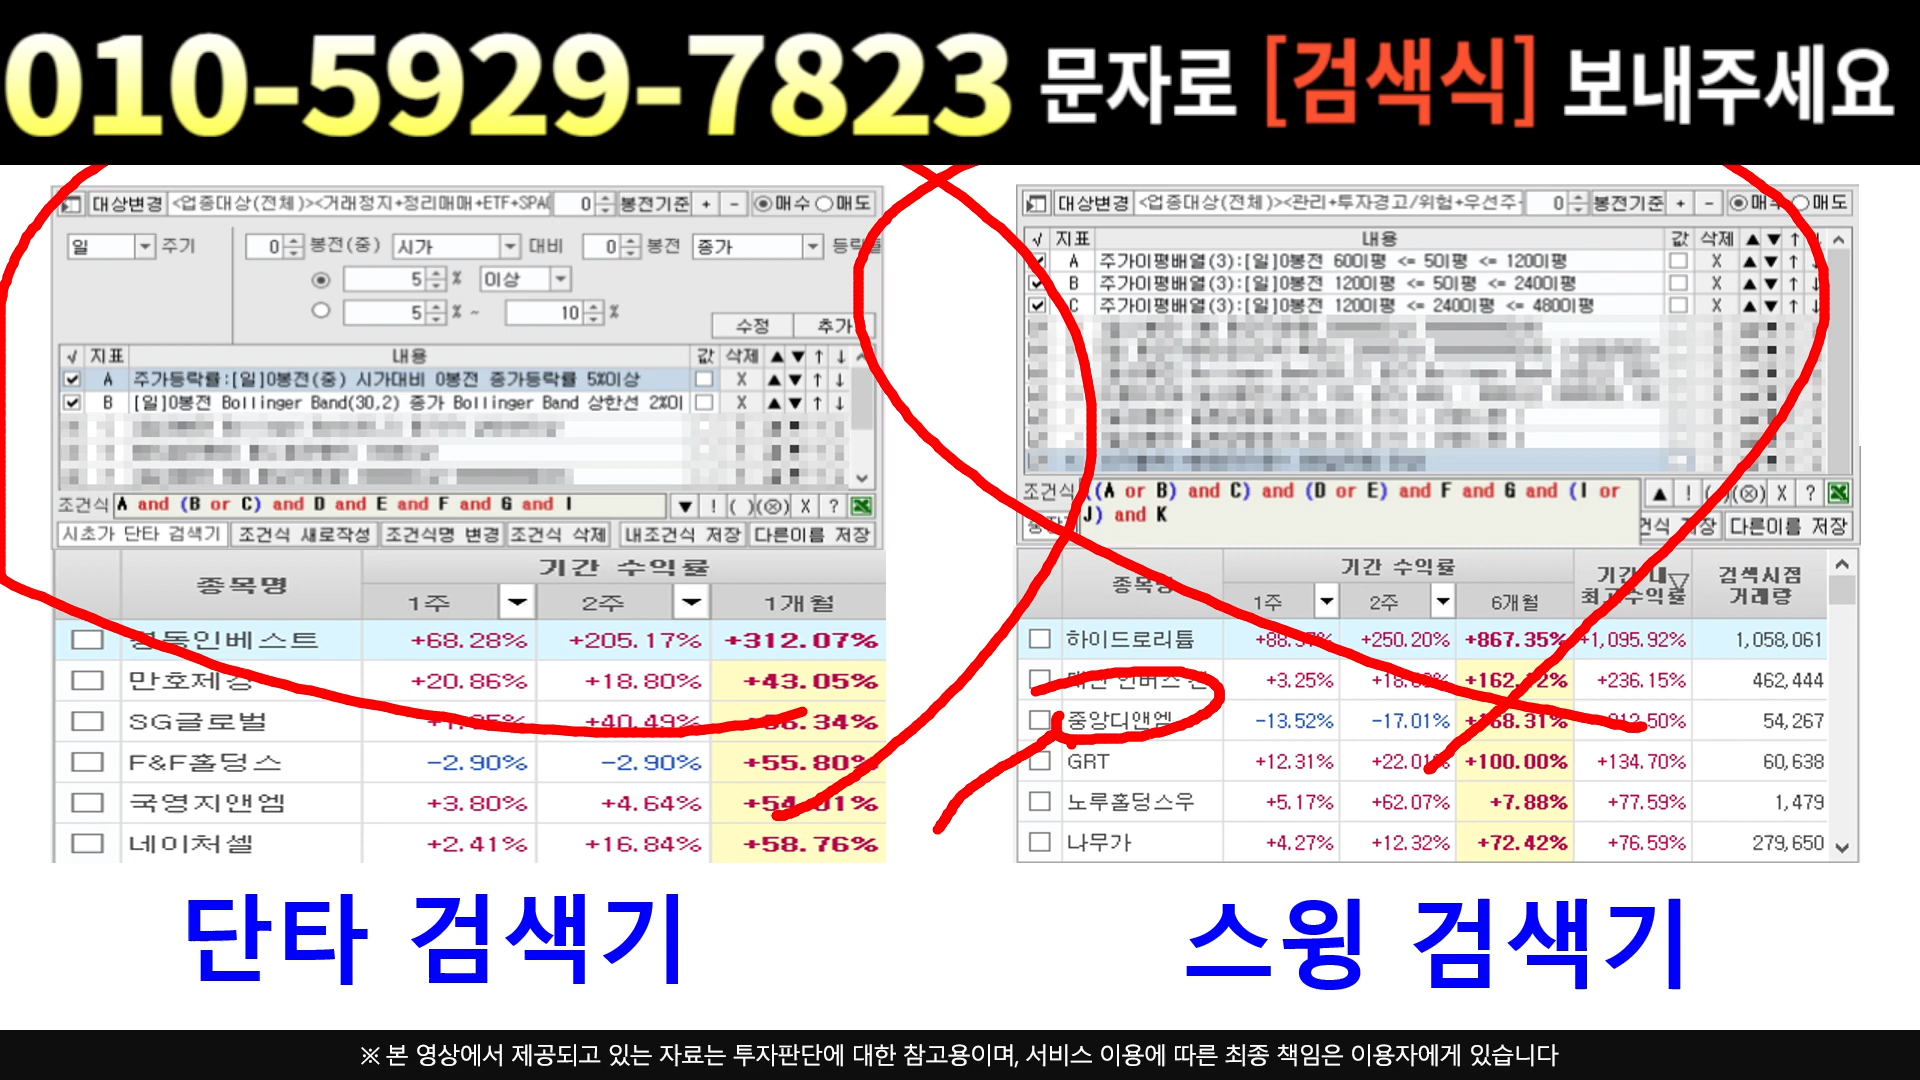 010-5929-7823 문자로 [검색식] 보내주세요
대상변경 <업종대상(전체)><거래정지+정리매매+ETF+SPAC 0 봉전기준 + - 매수 매도
일 주기 0 봉전(중) 시가 대비 0 봉전 종가
5 % 이상
5 % ~ 10 %
수정 추가
√ 지표 내용 값 삭제 ▲ ▼ ↑ ↓
A 주가등락률:[일]0봉전(중) 시가대비 0봉전 종가등락률 5%이상 X ▲ ▼ ↑ ↓
B [일]0봉전 Bollinger Band(30,2) 종가 Bollinger Band 상한선 2%이 X ▲ ▼ ↑ ↓
조건식 A and (B or C) and D and E and F and G and I ▼ ! ( ) (⊗) X ?
시초가 단타 검색기 조건식 새로작성 조건식명 변경 조건식 삭제 내조건식 저장 다른이름 저장
종목명 기간 수익률
1주 2주 1개월
+68.28% +205.17% +312.07%
만호제강 +20.86% +18.80% +43.05%
SG글로벌 +40.49%
F&F홀딩스 -2.90% -2.90% +55.80%
국영지앤엠 +3.80% +4.64%
네이처셀 +2.41% +16.84% +58.76%
단타 검색기
대상변경 <업종대상(전체)><관리+투자경고/위험+우선주+ 0 봉전기준 + - 매수 매도
√ 지표 내용 값 삭제 ▲ ▼ ↑ ↓
A 주가이평배열(3):[일]0봉전 60이평 <= 5이평 <= 120이평 X ▲ ▼ ↑
B 주가이평배열(3):[일]0봉전 120이평 <= 5이평 <= 240이평 X ▲ ▼ ↑ ↓
C 주가이평배열(3):[일]0봉전 120이평 <= 240이평 <= 480이평 X ▲ ▼ ↑ ↓
조건식 ((A or B) and C) and (D or E) and F and G and (I or
J) and K
▲ ! ( ) (⊗) X ?
다른이름 저장
종목명 기간 수익률 기간 내 최고수익률 검색시점 거래량
1주 2주 6개월
하이드로리튬 +250.20% +867.35% +1,095.92% 1,058,061
+3.25% +236.15% 462,444
중앙디앤엠 -13.52% -17.01% 54,267
GRT +12.31% +100.00% +134.70% 60,638
노루홀딩스우 +5.17% +62.07% +7.88% +77.59% 1,479
나무가 +4.27% +12.32% +72.42% +76.59% 279,650
스윙 검색기
※ 본 영상에서 제공되고 있는 자료는 투자판단에 대한 참고용이며, 서비스 이용에 따른 최종 책임은 이용자에게 있습니다